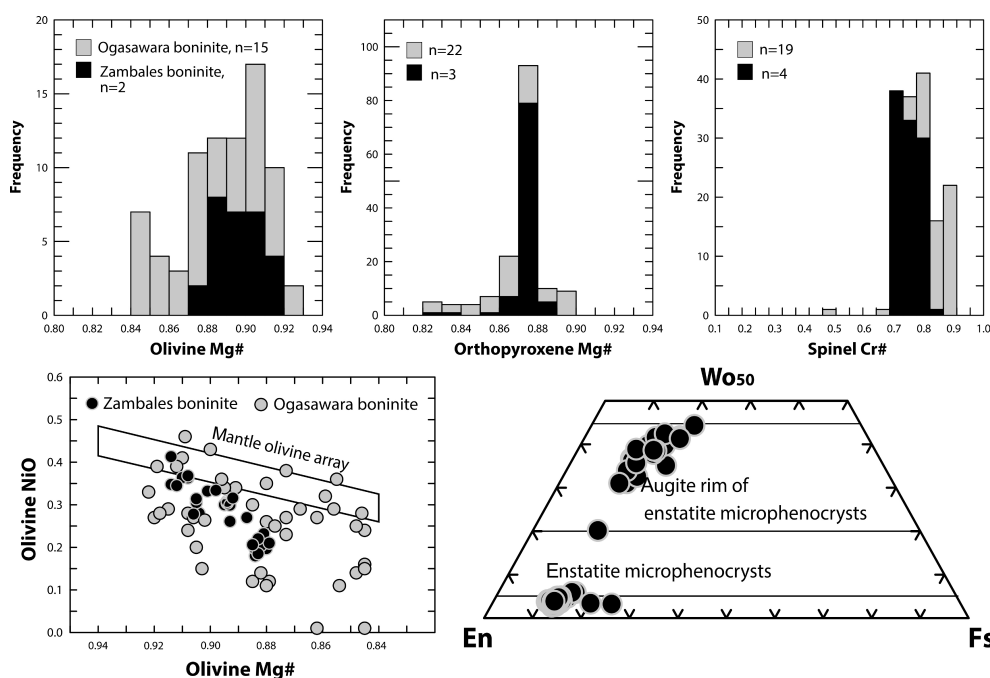 20
15
10
5
0
Frequency
Ogasawara boninite, n=15
Zambales boninite,
n=2
0.80 0.82 0.84 0.86 0.88 0.90 0.92 0.94
Olivine Mg#
100
80
60
40
20
0
Frequency
n=22
n=3
0.80 0.82 0.84 0.86 0.88 0.90 0.92 0.94
Orthopyroxene Mg#
50
40
30
20
10
0
Frequency
n=19
n=4
0.1 0.2 0.3 0.4 0.5 0.6 0.7 0.8 0.9 1.0
Spinel Cr#
0.6
0.5
0.4
0.3
0.2
0.1
0.0
Olivine NiO
Zambales boninite
Ogasawara boninite
Mantle olivine array
0.94 0.92 0.90 0.88 0.86 0.84
Olivine Mg#
Wo50
Augite rim of
enstatite microphenocrysts
Enstatite microphenocrysts
En
Fs